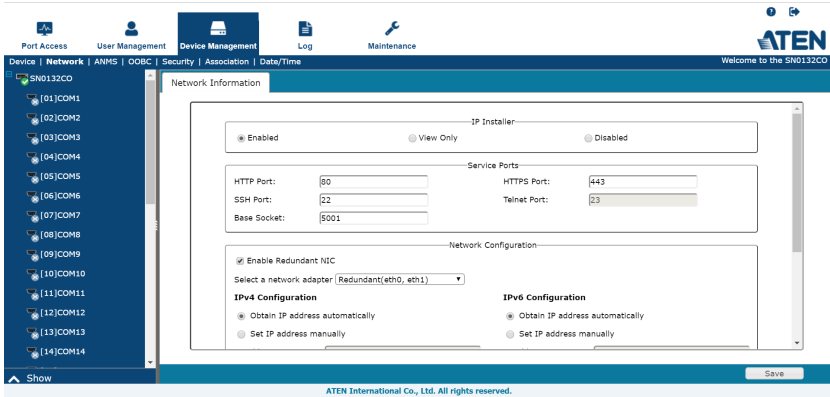 Port Access
User Management
Device Management
Log
Maintenance
ATEN
Device | Network | ANMS | OOBC | Security | Association | Date/Time
Welcome to the SN0132CO
SN0132CO
[01]COM1
[02]COM2
[03]COM3
[04]COM4
[05]COM5
[06]COM6
[07]COM7
[08]COM8
[09]COM9
[10]COM10
[11]COM11
[12]COM12
[13]COM13
[14]COM14
Show
Network Information
IP Installer
Enabled
View Only
Disabled
Service Ports
HTTP Port: 80
HTTPS Port: 443
SSH Port: 22
Telnet Port: 23
Base Socket: 5001
Network Configuration
Enable Redundant NIC
Select a network adapter Redundant(eth0, eth1)
IPv4 Configuration
Obtain IP address automatically
Set IP address manually
IPv6 Configuration
Obtain IP address automatically
Set IP address manually
Save
ATEN International Co., Ltd. All rights reserved.